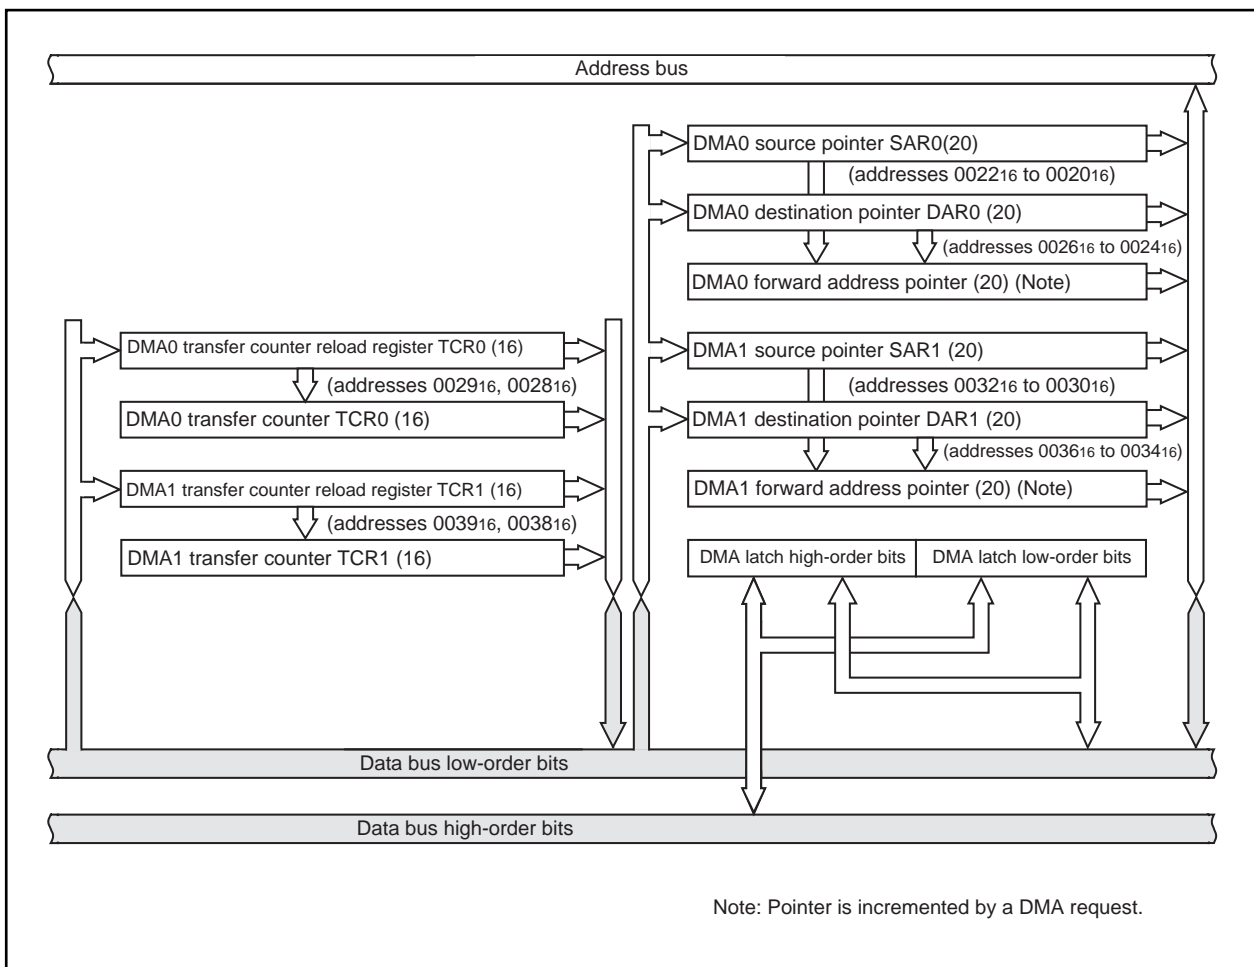 Address bus
DMA0 source pointer SAR0(20)
(addresses 002216 to 002016)
DMA0 destination pointer DAR0 (20)
(addresses 002616 to 002416)
DMA0 forward address pointer (20) (Note)
DMA0 transfer counter reload register TCR0 (16)
(addresses 002916, 002816)
DMA0 transfer counter TCR0 (16)
DMA1 transfer counter reload register TCR1 (16)
(addresses 003916, 003816)
DMA1 transfer counter TCR1 (16)
DMA1 source pointer SAR1 (20)
(addresses 003216 to 003016)
DMA1 destination pointer DAR1 (20)
(addresses 003616 to 003416)
DMA1 forward address pointer (20) (Note)
DMA latch high-order bits
DMA latch low-order bits
Data bus low-order bits
Data bus high-order bits
Note: Pointer is incremented by a DMA request.